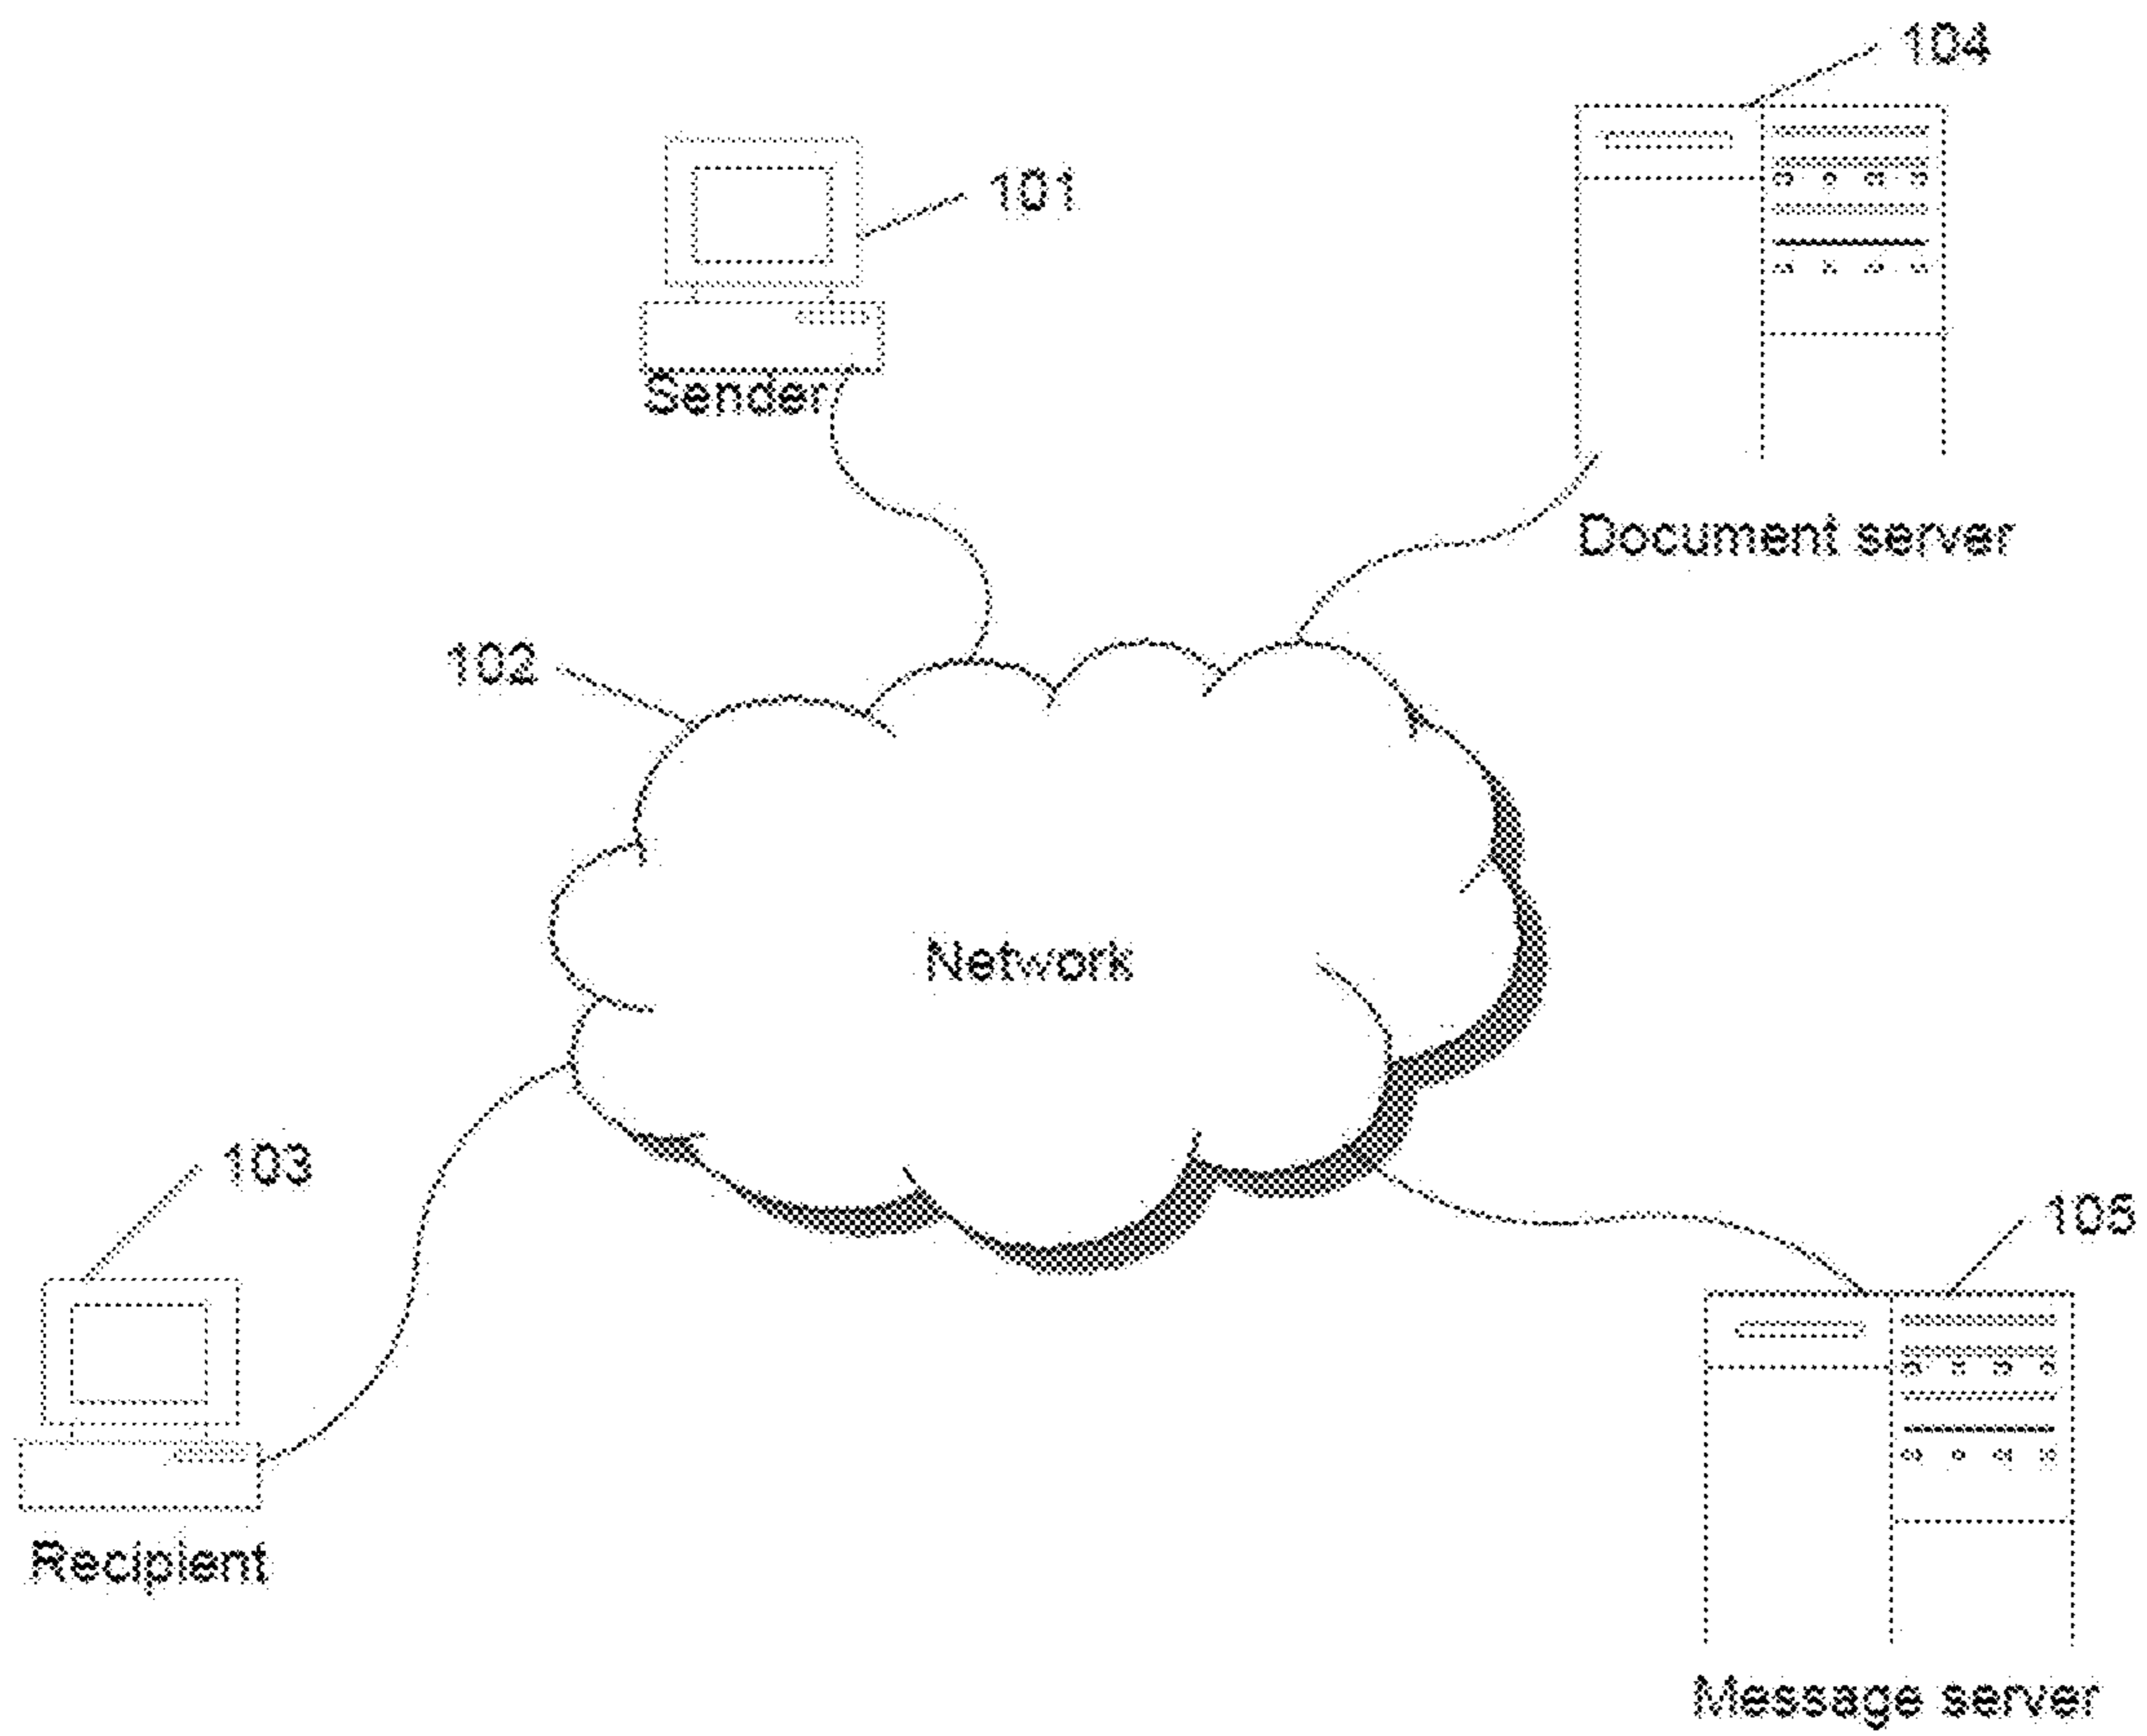 104
101
Sender
Document server
102
Network
103
105
Recipient
Message server